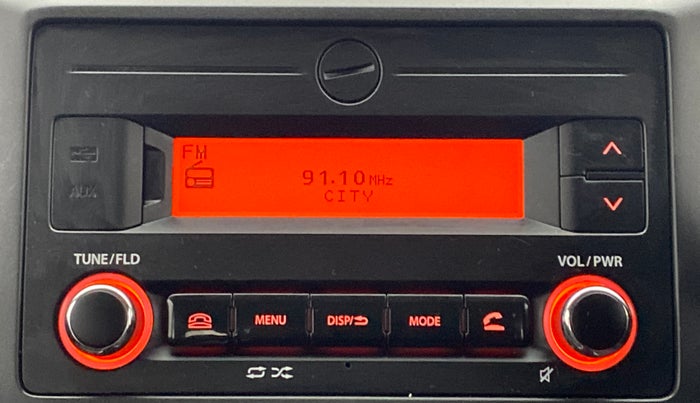 FM
91.10 MHz
CITY
AUX
TUNE/FLD
VOL/PWR
MENU
DISP/
MODE